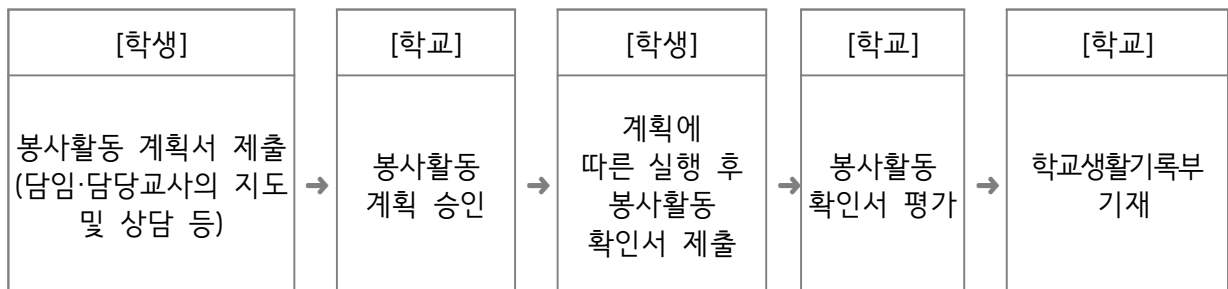 [학생]
봉사활동 계획서 제출
(담임·담당교사의 지도
및 상담 등)
➜
[학교]
봉사활동
계획 승인
➜
[학생]
계획에
따른 실행 후
봉사활동
확인서 제출
➜
[학교]
봉사활동
확인서 평가
➜
[학교]
학교생활기록부
기재